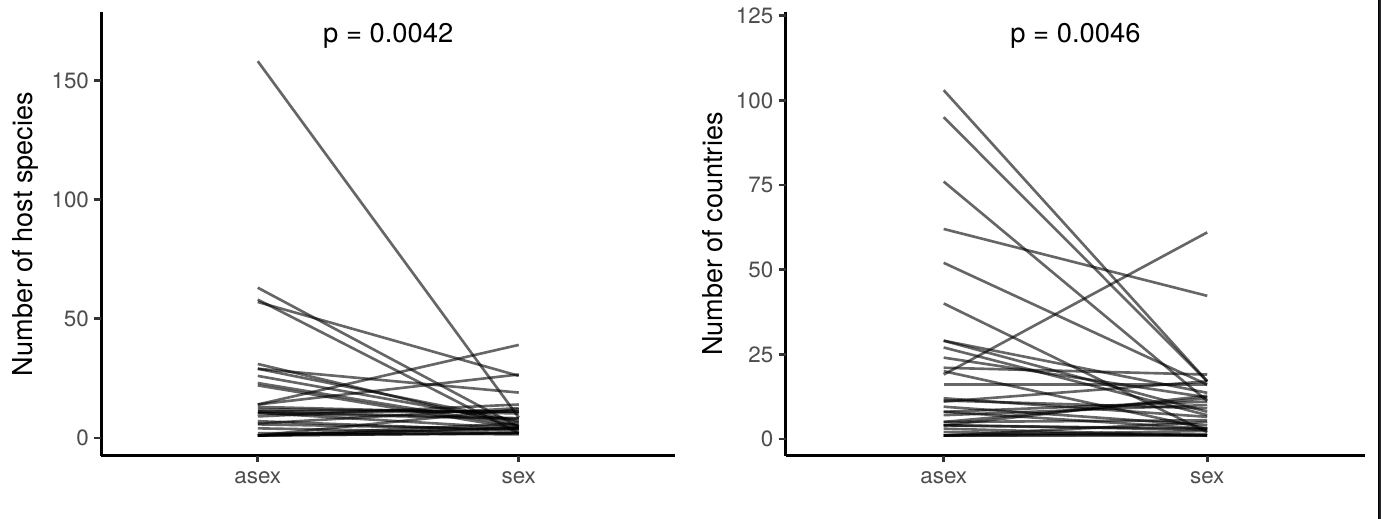 p = 0.0042
Number of host species
150
100
50
0
asex
sex
p = 0.0046
Number of countries
125
100
75
50
25
0
asex
sex